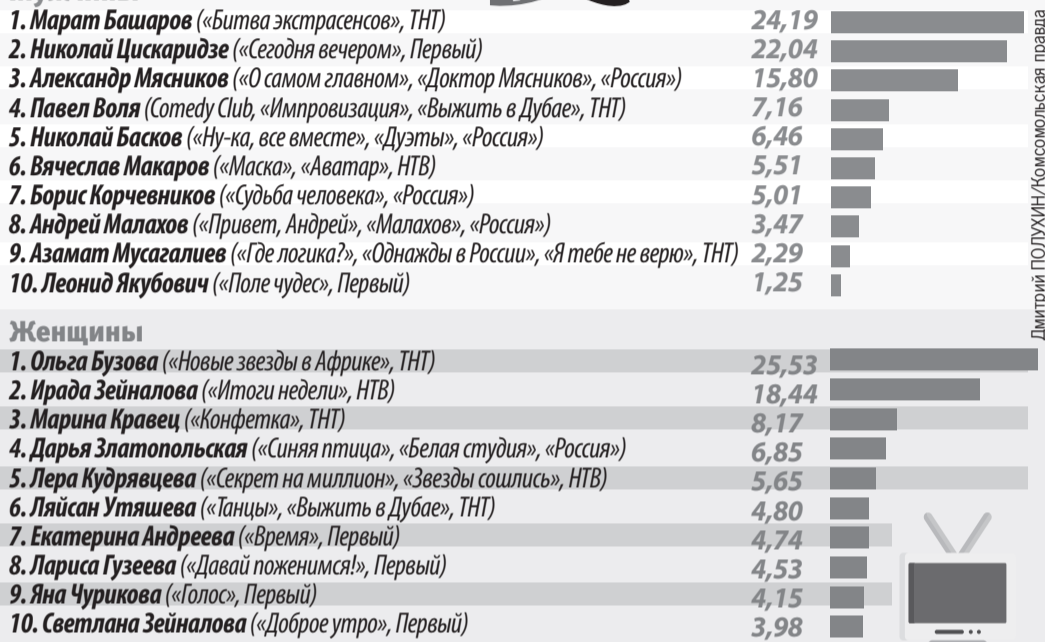 1. Марат Башаров («Битва экстрасенсов», ТНТ) 24,19
2. Николай Цискаридзе («Сегодня вечером», Первый) 22,04
3. Александр Мясников («О самом главном», «Доктор Мясников», «Россия») 15,80
4. Павел Воля (Comedy Club, «Импровизация», «Выжить в Дубае», ТНТ) 7,16
5. Николай Басков («Ну-ка, все вместе», «Дуэты», «Россия») 6,46
6. Вячеслав Макаров («Маска», «Аватар», НТВ) 5,51
7. Борис Корчевников («Судьба человека», «Россия») 5,01
8. Андрей Малахов («Привет, Андрей», «Малахов», «Россия») 3,47
9. Азамат Мусагалиев («Где логика?», «Однажды в России», «Я тебе не верю», ТНТ) 2,29
10. Леонид Якубович («Поле чудес», Первый) 1,25
Женщины
1. Ольга Бузова («Новые звезды в Африке», ТНТ) 25,53
2. Ирада Зейналова («Итоги недели», НТВ) 18,44
3. Марина Кравец («Конфетка», ТНТ) 8,17
4. Дарья Златопольская («Синяя птица», «Белая студия», «Россия») 6,85
5. Лера Кудрявцева («Секрет на миллион», «Звезды сошлись», НТВ) 5,65
6. Ляйсан Утяшева («Танцы», «Выжить в Дубае», ТНТ) 4,80
7. Екатерина Андреева («Время», Первый) 4,74
8. Лариса Гузеева («Давай поженимся!», Первый) 4,53
9. Яна Чурикова («Голос», Первый) 4,15
10. Светлана Зейналова («Доброе утро», Первый) 3,98
Дмитрий ПОЛУХИН/Комсомольская правда